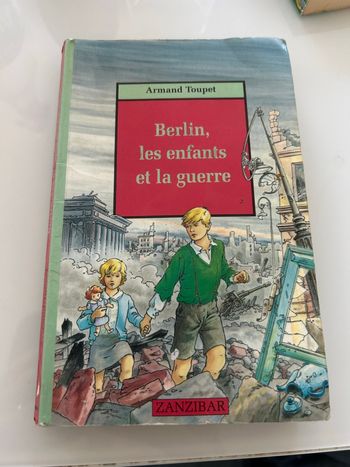 Armand Toupet
Berlin,
les enfants
et la guerre
ZANZIBAR